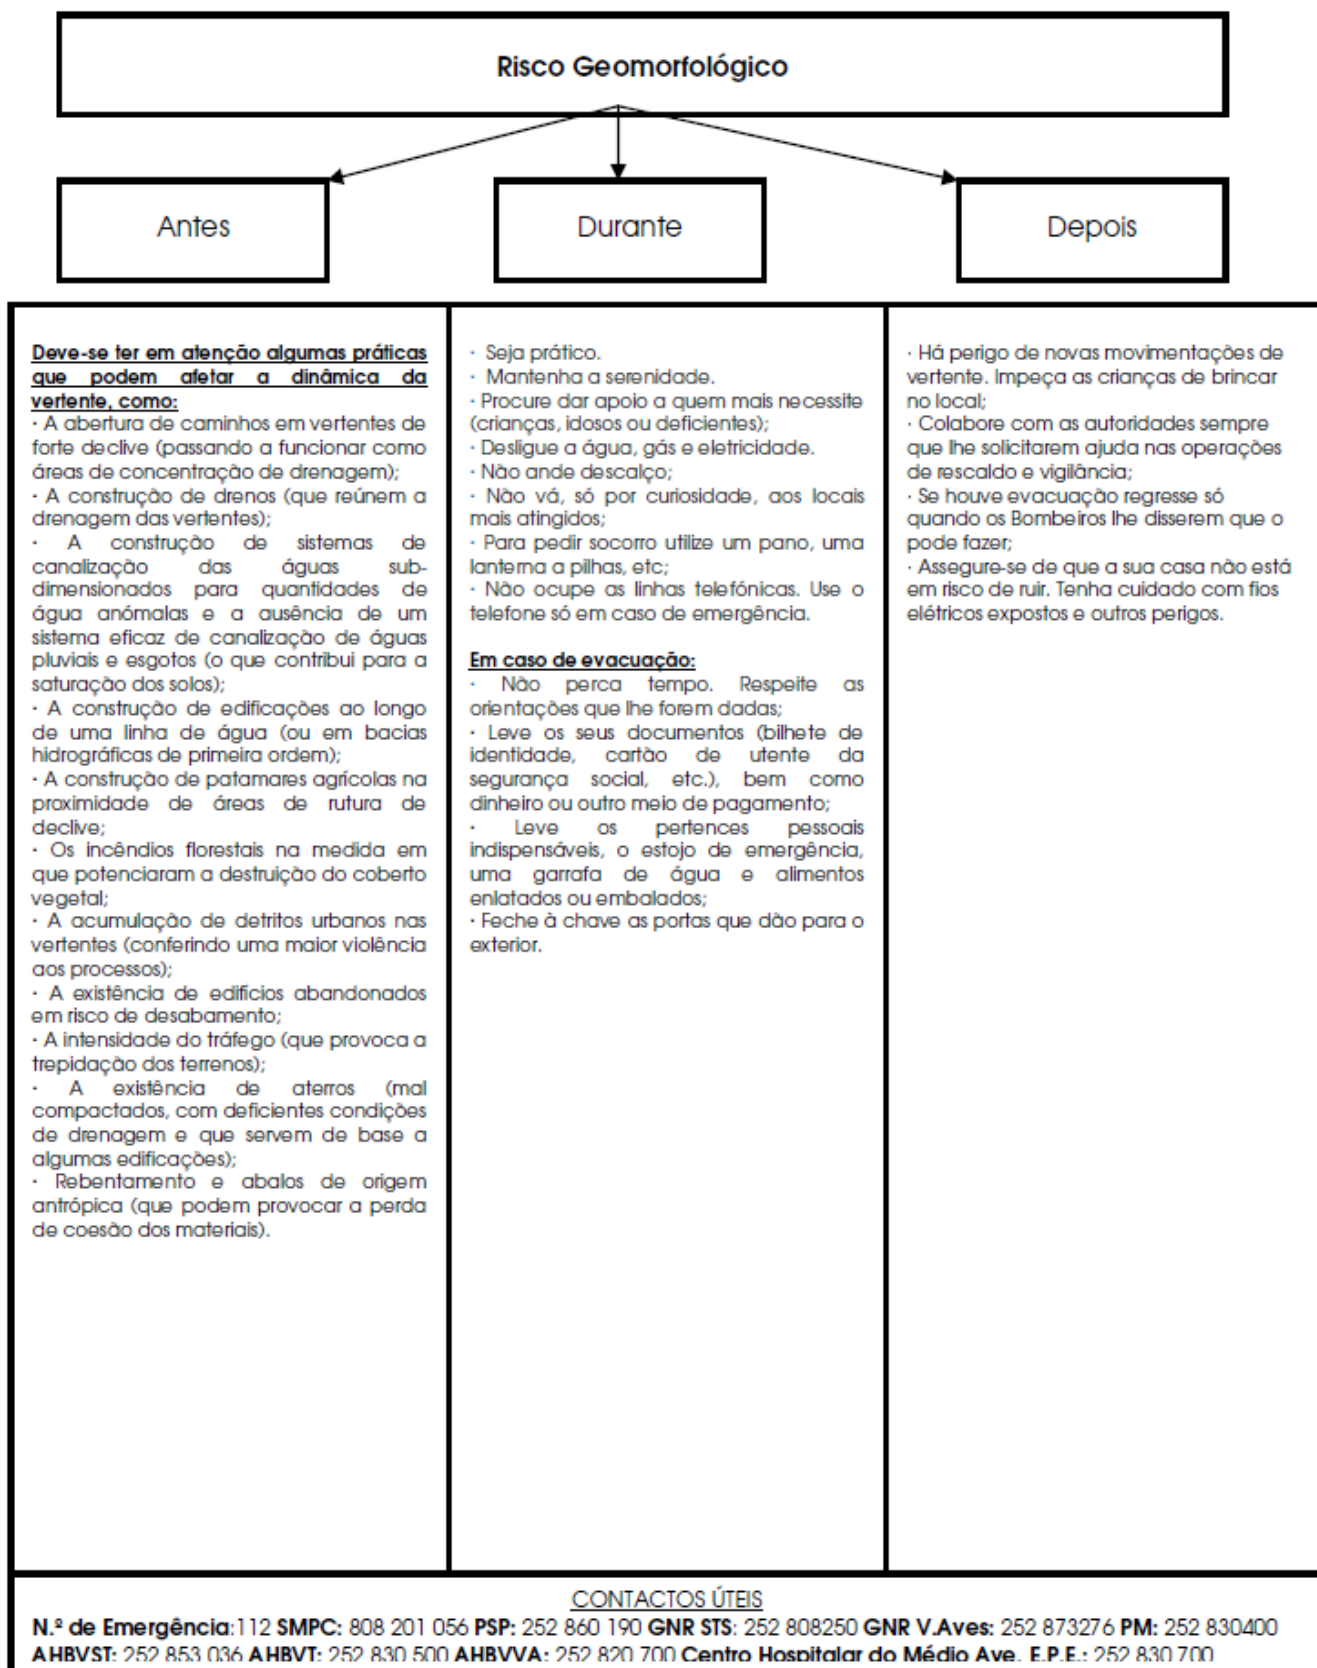 Risco Geomorfológico
Antes
Durante
Depois
Deve-se ter em atenção algumas práticas
que podem afetar a dinâmica da
vertente, como:
· A abertura de caminhos em vertentes de
forte declive (passando a funcionar como
áreas de concentração de drenagem);
· A construção de drenos (que reúnem a
drenagem das vertentes);
· A construção de sistemas de
canalização das águas sub-
dimensionados para quantidades de
água anómalas e a ausência de um
sistema eficaz de canalização de águas
pluviais e esgotos (o que contribui para a
saturação dos solos);
· A construção de edificações ao longo
de uma linha de água (ou em bacias
hidrográficas de primeira ordem);
· A construção de patamares agrícolas na
proximidade de áreas de rutura de
declive;
· Os incêndios florestais na medida em
que potenciaram a destruição do coberto
vegetal;
· A acumulação de detritos urbanos nas
vertentes (conferindo uma maior violência
aos processos);
· A existência de edifícios abandonados
em risco de desabamento;
· A intensidade do tráfego (que provoca a
trepidação dos terrenos);
· A existência de aterros (mal
compactados, com deficientes condições
de drenagem e que servem de base a
algumas edificações);
· Rebentamento e abalos de origem
antrópica (que podem provocar a perda
de coesão dos materiais).
· Seja prático.
· Mantenha a serenidade.
· Procure dar apoio a quem mais necessite
(crianças, idosos ou deficientes);
· Desligue a água, gás e eletricidade.
· Não ande descalço;
· Não vá, só por curiosidade, aos locais
mais atingidos;
· Para pedir socorro utilize um pano, uma
lanterna a pilhas, etc;
· Não ocupe as linhas telefónicas. Use o
telefone só em caso de emergência.
Em caso de evacuação:
· Não perca tempo. Respeite as
orientações que lhe forem dadas;
· Leve os seus documentos (bilhete de
identidade, cartão de utente da
segurança social, etc.), bem como
dinheiro ou outro meio de pagamento;
· Leve os pertences pessoais
indispensáveis, o estojo de emergência,
uma garrafa de água e alimentos
enlatados ou embalados;
· Feche à chave as portas que dão para o
exterior.
· Há perigo de novas movimentações de
vertente. Impeça as crianças de brincar
no local;
· Colabore com as autoridades sempre
que lhe solicitarem ajuda nas operações
de rescaldo e vigilância;
· Se houve evacuação regresse só
quando os Bombeiros lhe disserem que o
pode fazer;
· Assegure-se de que a sua casa não está
em risco de ruir. Tenha cuidado com fios
elétricos expostos e outros perigos.
CONTACTOS ÚTEIS
N.º de Emergência:112 SMPC: 808 201 056 PSP: 252 860 190 GNR STS: 252 808250 GNR V.Aves: 252 873276 PM: 252 830400
AHBVST: 252 853 036 AHBVT: 252 830 500 AHBVVA: 252 820 700 Centro Hospitalar do Médio Ave, E.P.E.: 252 830 700